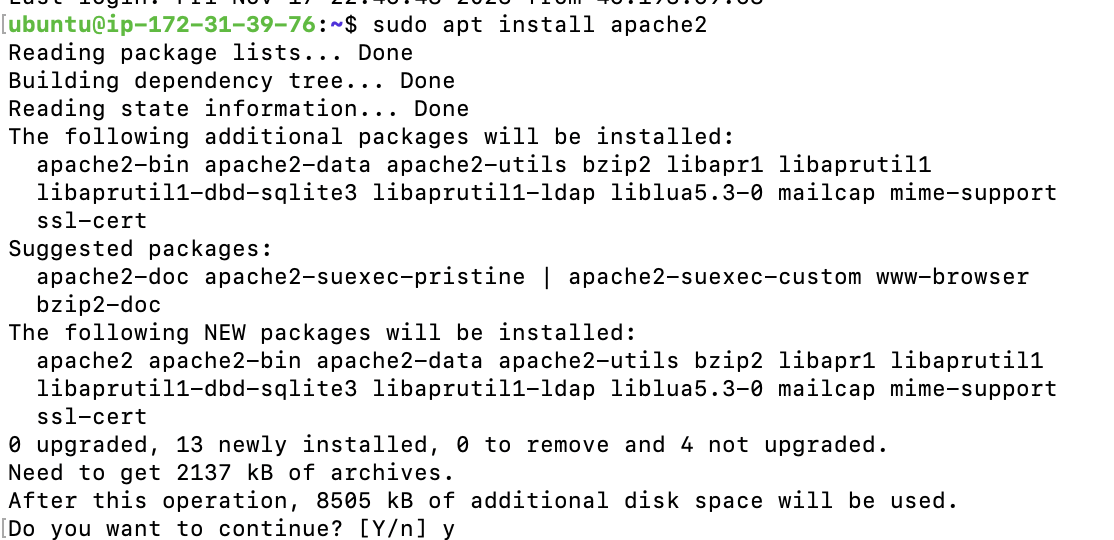 ubuntu@ip-172-31-39-76:~$ sudo apt install apache2
Reading package lists... Done
Building dependency tree... Done
Reading state information... Done
The following additional packages will be installed:
  apache2-bin apache2-data apache2-utils bzip2 libapr1 libaprutil1
  libaprutil1-dbd-sqlite3 libaprutil1-ldap liblua5.3-0 mailcap mime-support
  ssl-cert
Suggested packages:
  apache2-doc apache2-suexec-pristine | apache2-suexec-custom www-browser
  bzip2-doc
The following NEW packages will be installed:
  apache2 apache2-bin apache2-data apache2-utils bzip2 libapr1 libaprutil1
  libaprutil1-dbd-sqlite3 libaprutil1-ldap liblua5.3-0 mailcap mime-support
  ssl-cert
0 upgraded, 13 newly installed, 0 to remove and 4 not upgraded.
Need to get 2137 kB of archives.
After this operation, 8505 kB of additional disk space will be used.
Do you want to continue? [Y/n] y